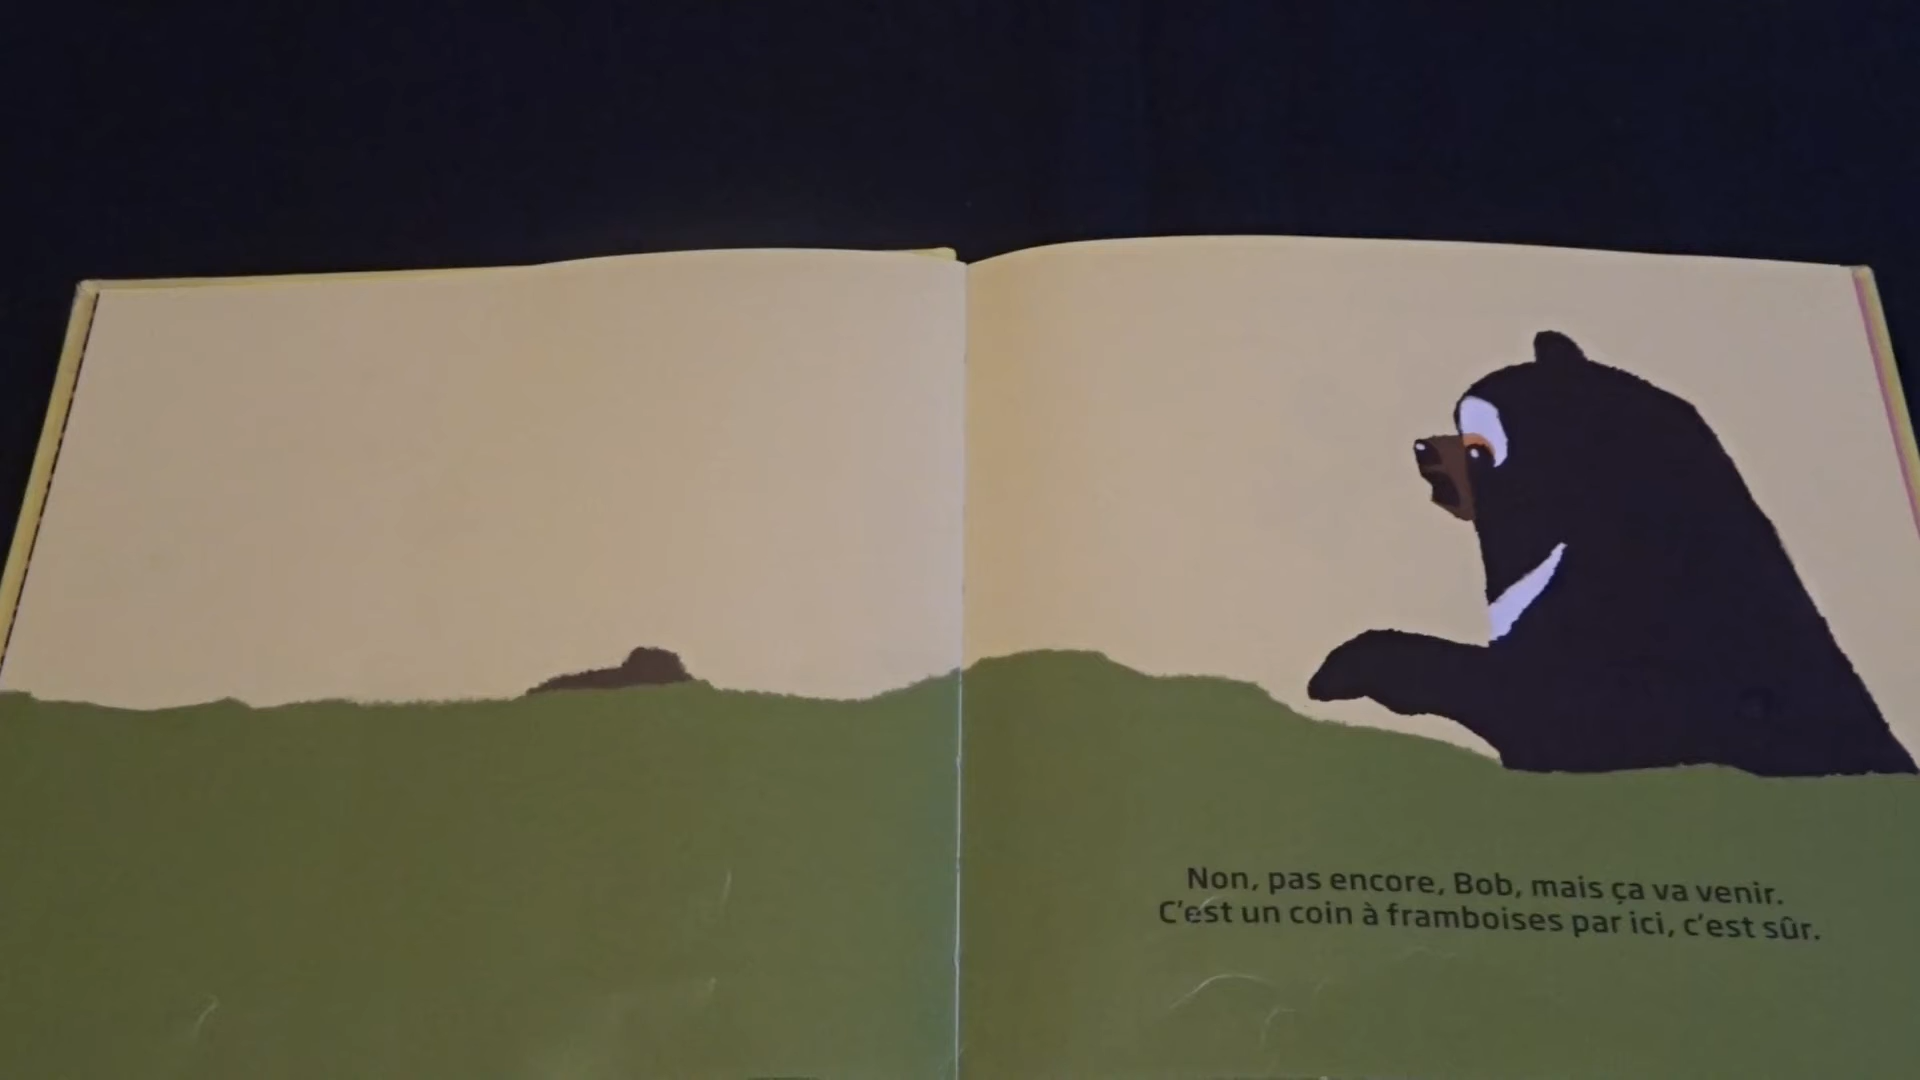 Non, pas encore, Bob, mais ça va venir.
C'est un coin à framboises par ici, c'est sûr.